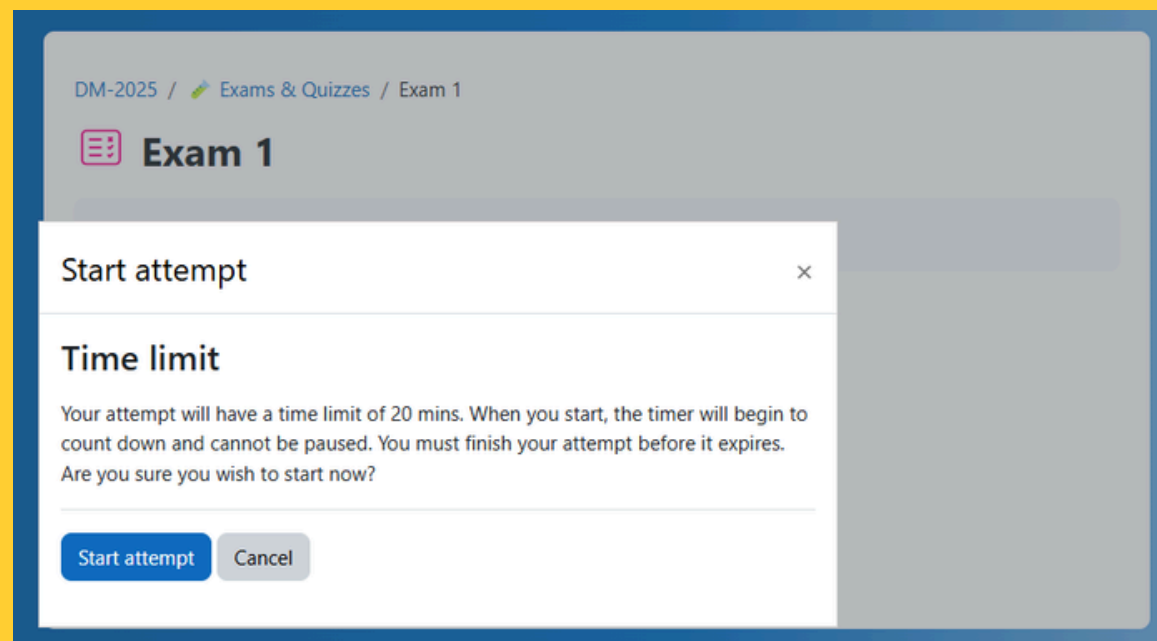 DM-2025 / Exams & Quizzes / Exam 1
Exam 1
Start attempt ×
Time limit
Your attempt will have a time limit of 20 mins. When you start, the timer will begin to
count down and cannot be paused. You must finish your attempt before it expires.
Are you sure you wish to start now?
Start attempt Cancel